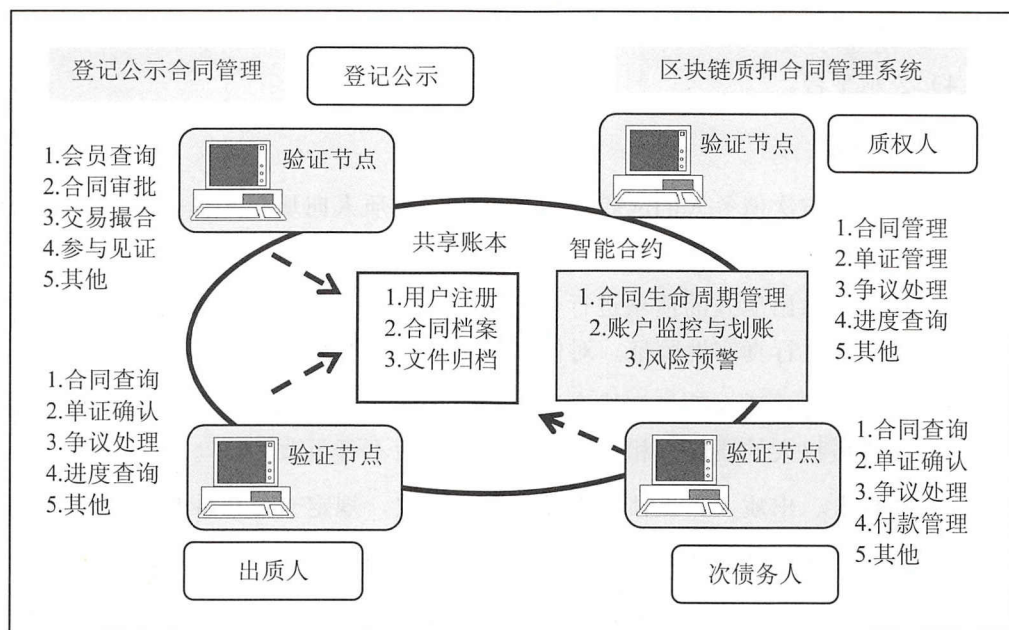 登记公示合同管理
登记公示
区块链质押合同管理系统
验证节点
1.会员查询
2.合同审批
3.交易撮合
4.参与见证
5.其他
验证节点
质权人
1.合同管理
2.单证管理
3.争议处理
4.进度查询
5.其他
共享账本
1.用户注册
2.合同档案
3.文件归档
智能合约
1.合同生命周期管理
2.账户监控与划账
3.风险预警
1.合同查询
2.单证确认
3.争议处理
4.进度查询
5.其他
验证节点
出质人
验证节点
1.合同查询
2.单证确认
3.争议处理
4.付款管理
5.其他
次债务人